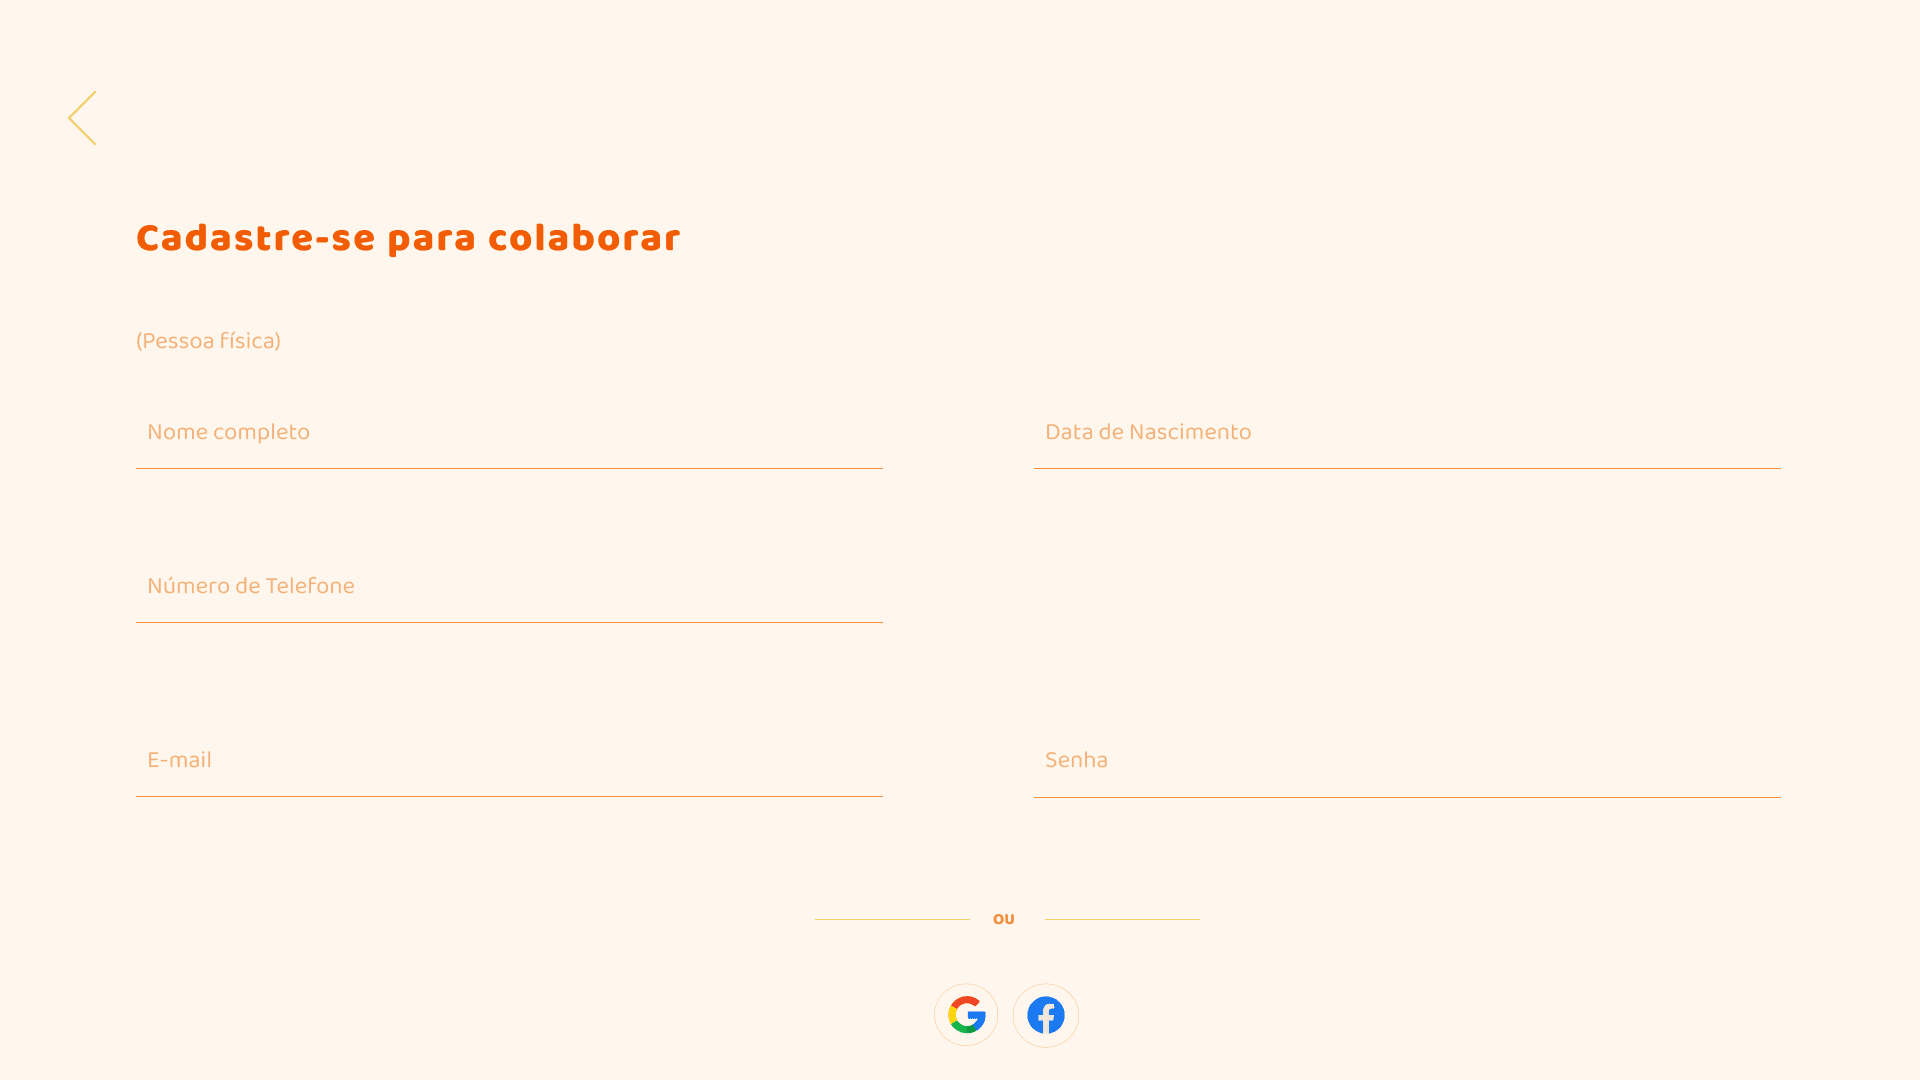 Cadastre-se para colaborar
(Pessoa física)
Nome completo
Data de Nascimento
Número de Telefone
E-mail
Senha
ou